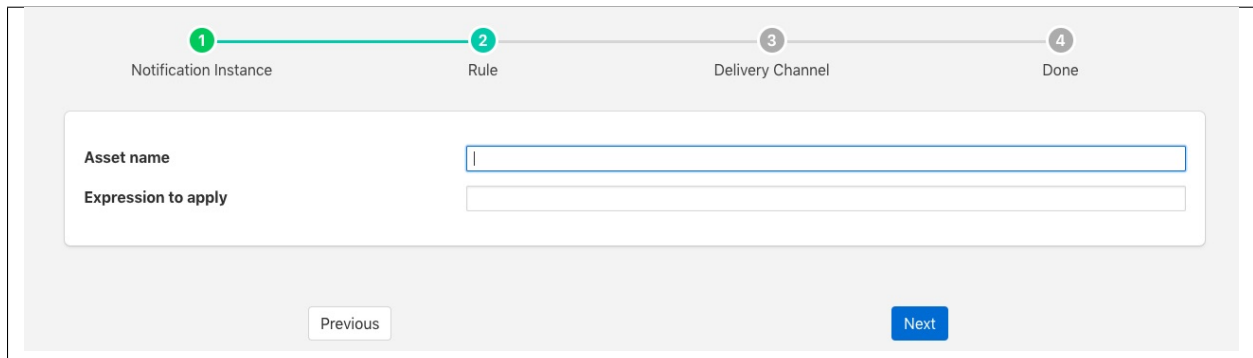 1 2 3 4
Notification Instance Rule Delivery Channel Done
Asset name
Expression to apply
Previous Next